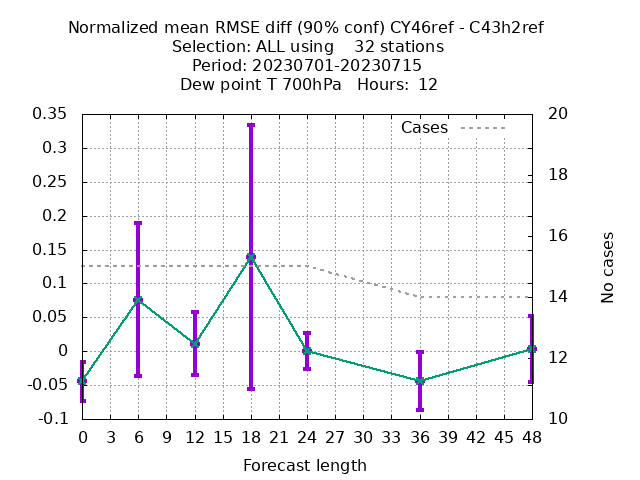 Normalized mean RMSE diff (90% conf) CY46ref - C43h2ref
Selection: ALL using 32 stations
Period: 20230701-20230715
Dew point T 700hPa Hours: 12
Cases
0.35
0.3
0.25
0.2
0.15
0.1
0.05
0
-0.05
-0.1
20
18
16
14
12
10
No cases
0 3 6 9 12 15 18 21 24 27 30 33 36 39 42 45 48
Forecast length